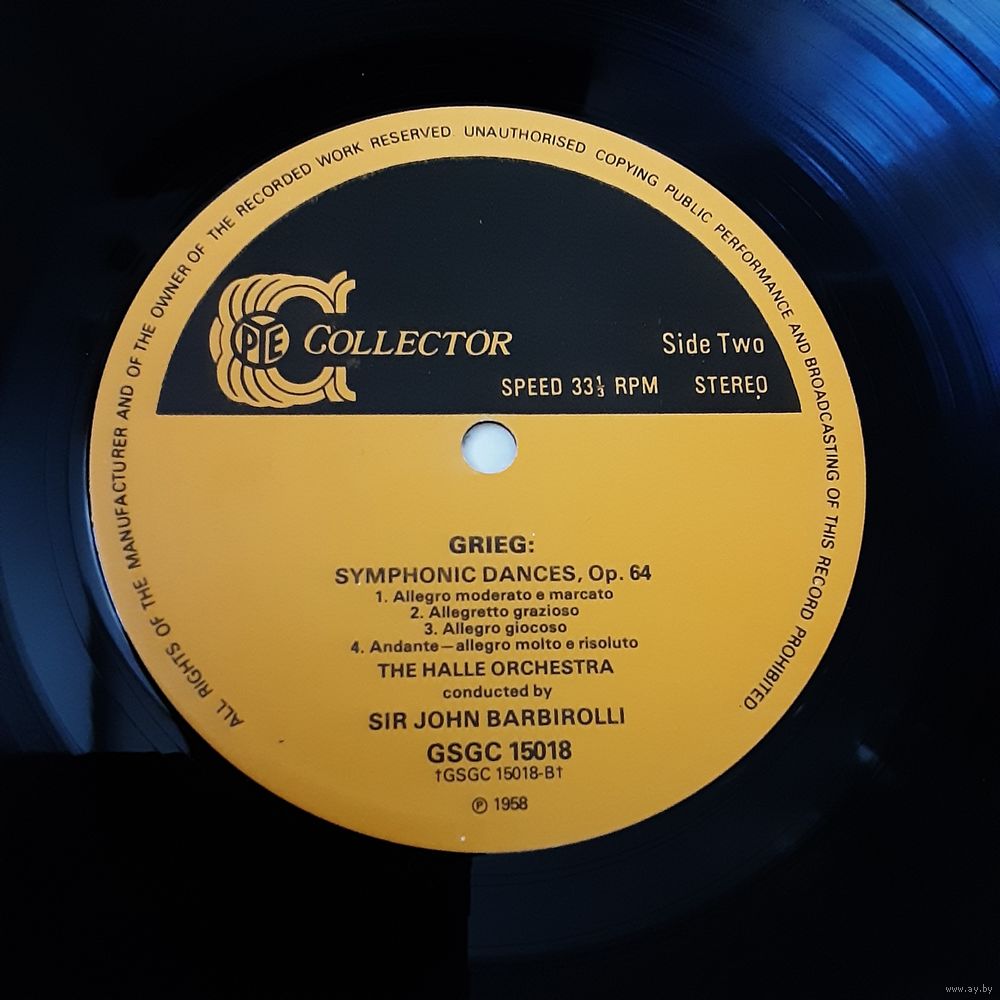 ALL RIGHTS OF THE MANUFACTURER AND OF THE OWNER OF THE RECORDED WORK RESERVED. UNAUTHORISED COPYING PUBLIC PERFORMANCE AND BROADCASTING OF THIS RECORD PROHIBITED.
PYE COLLECTOR
Side Two
SPEED 33⅓ RPM STEREO
GRIEG:
SYMPHONIC DANCES, Op. 64
1. Allegro moderato e marcato
2. Allegretto grazioso
3. Allegro giocoso
4. Andante—allegro molto e risoluto
THE HALLE ORCHESTRA
conducted by
SIR JOHN BARBIROLLI
GSGC 15018
†GSGC 15018-B†
℗ 1958
www.ay.by